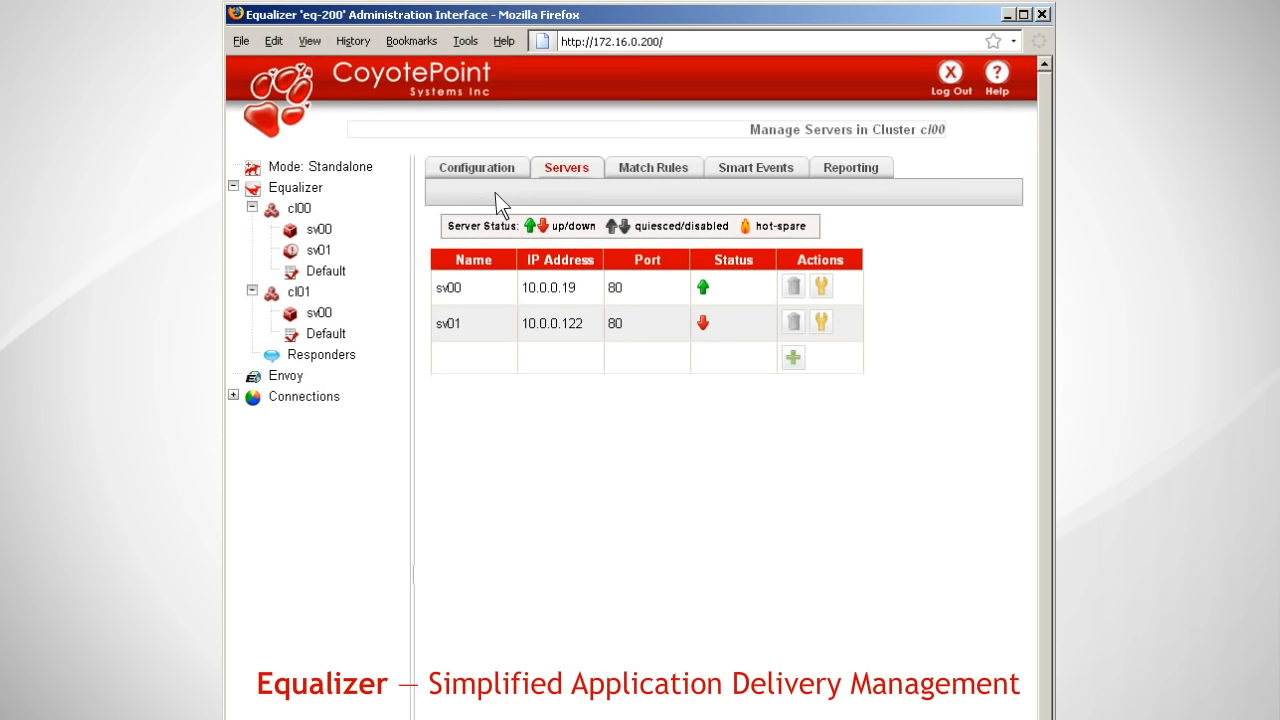 Equalizer 'eq-200' Administration Interface - Mozilla Firefox
File Edit View History Bookmarks Tools Help http://172.16.0.200/
CoyotePoint
Systems Inc
X ?
Log Out Help
Manage Servers in Cluster cl00
Mode: Standalone
Equalizer
cl00
sv00
sv01
Default
cl01
sv00
Default
Responders
Envoy
Connections
Configuration Servers Match Rules Smart Events Reporting
Server Status: up/down quiesced/disabled hot-spare
Name IP Address Port Status Actions
sv00 10.0.0.19 80
sv01 10.0.0.122 80
Equalizer — Simplified Application Delivery Management